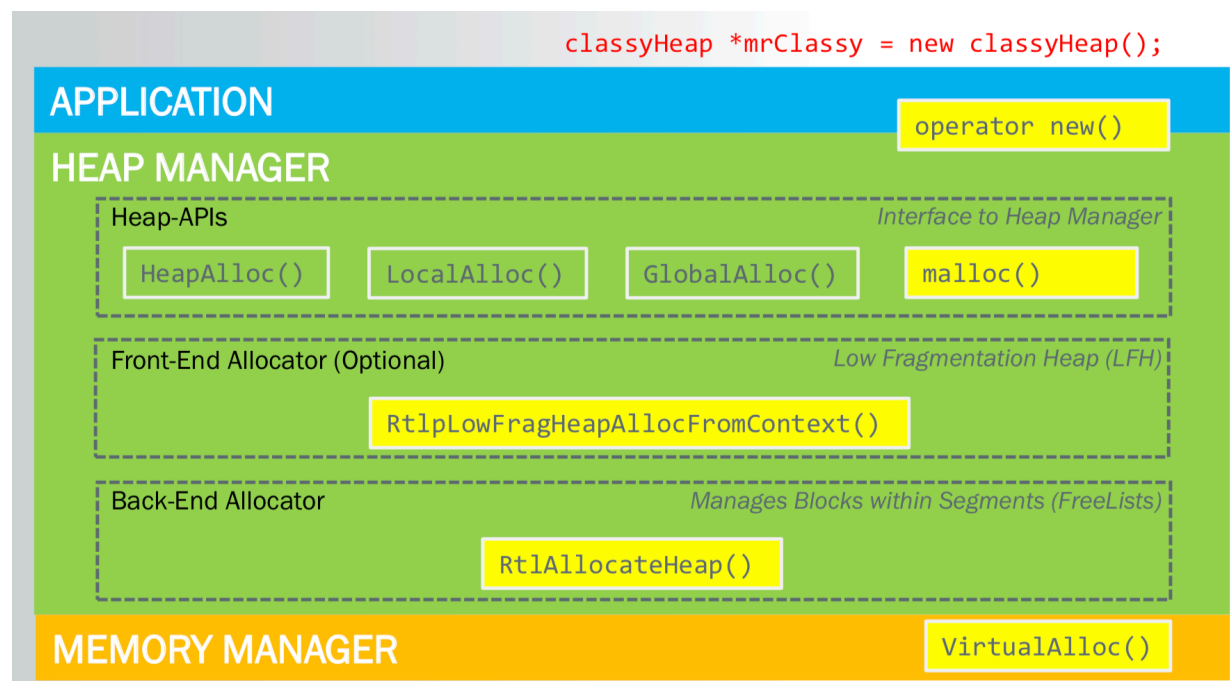 classyHeap *mrClassy = new classyHeap();
APPLICATION
operator new()
HEAP MANAGER
Heap-APIs
Interface to Heap Manager
HeapAlloc()
LocalAlloc()
GlobalAlloc()
malloc()
Front-End Allocator (Optional)
Low Fragmentation Heap (LFH)
RtlpLowFragHeapAllocFromContext()
Back-End Allocator
Manages Blocks within Segments (FreeLists)
RtlAllocateHeap()
MEMORY MANAGER
VirtualAlloc()